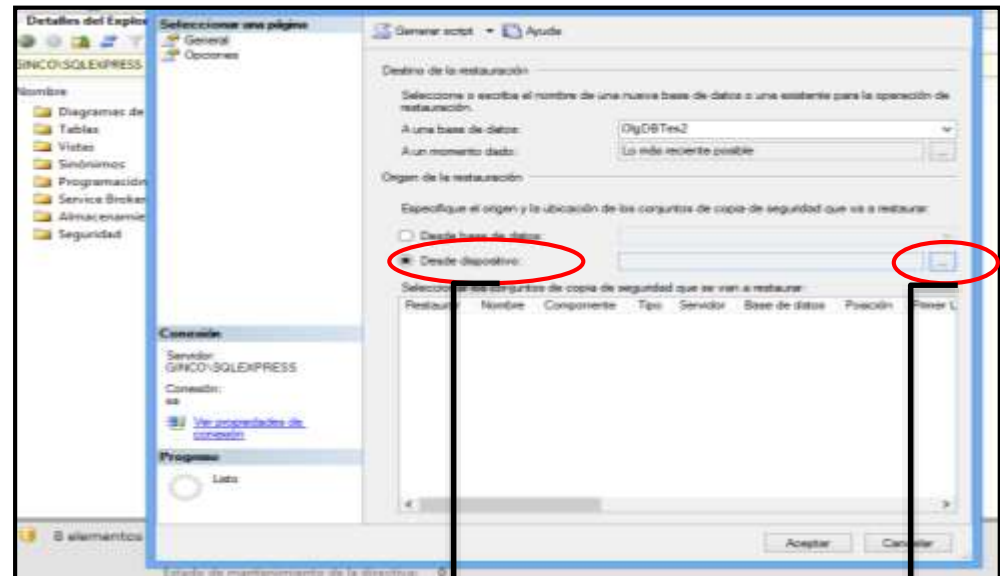 Detalles del Explor
GINCO\SQLEXPRESS
Nombre
Diagramas de
Tablas
Vistas
Sinónimos
Programación
Service Broker
Almacenamie
Seguridad
8 elementos
Seleccionar una página
General
Opciones
Conexión
Servidor:
GINCO\SQLEXPRESS
Conexión:
sa
Ver propiedades de
conexión
Progreso
Listo
Generar script
Ayuda
Destino de la restauración
Seleccione o escriba el nombre de una nueva base de datos o una existente para la operación de
restauración.
A una base de datos:
OlgDBTes2
A un momento dado:
Lo más reciente posible
...
Origen de la restauración
Especifique el origen y la ubicación de los conjuntos de copia de seguridad que va a restaurar.
Desde base de datos:
Desde dispositivo:
...
Seleccionar los conjuntos de copia de seguridad que se van a restaurar:
Restaurar Nombre Componente Tipo Servidor Base de datos Posición Primer L
Aceptar
Cancelar
Estado de mantenimiento de la directiva: 0